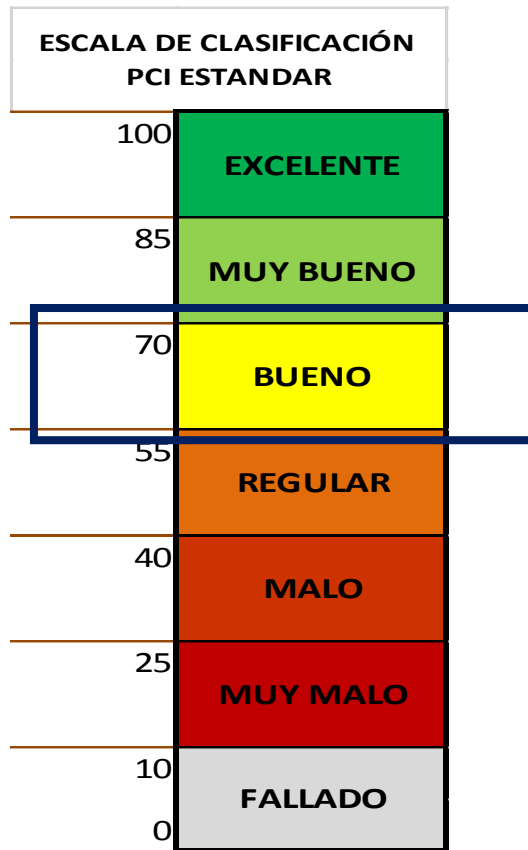 ESCALA DE CLASIFICACIÓN
PCI ESTANDAR
100
EXCELENTE
85
MUY BUENO
70
BUENO
55
REGULAR
40
MALO
25
MUY MALO
10
FALLADO
0